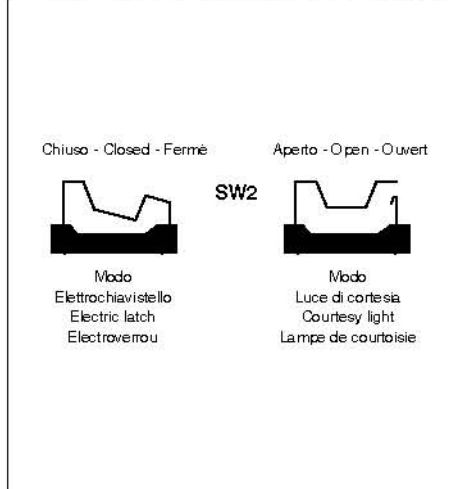 Chiuso - Closed - Fermè
Aperto - Open - Ouvert
SW2
Modo
Elettrochiavistello
Electric latch
Electroverrou
Modo
Luce di cortesia
Courtesy light
Lampe de courtoisie